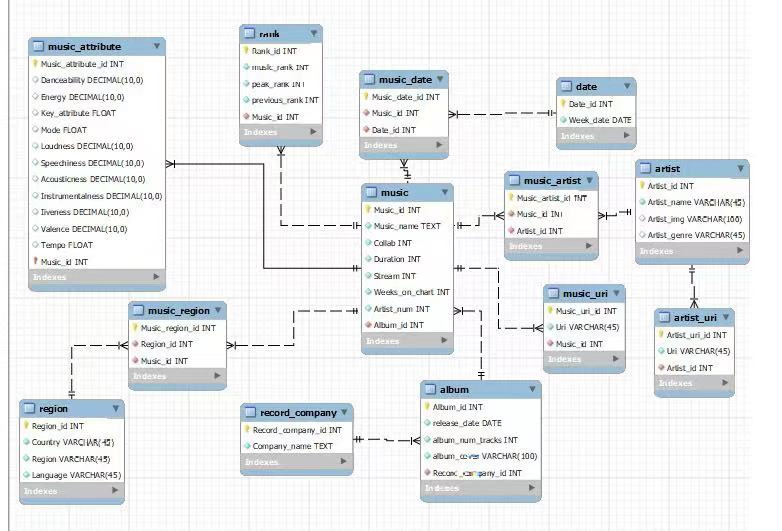 music_attribute
Music_attribute_id INT
Danceability DECIMAL(10,0)
Energy DECIMAL(10,0)
Key_attribute FLOAT
Mode FLOAT
Loudness DECIMAL(10,0)
Speechiness DECIMAL(10,0)
Acousticness DECIMAL(10,0)
Instrumentalness DECIMAL(10,0)
liveness DECIMAL(10,0)
Valence DECIMAL(10,0)
Tempo FLOAT
Music_id INT
Indexes
rank
Rank_id INT
music_rank INT
peak_rank INT
previous_rank INT
Music_id INT
Indexes
music_date
Music_date_id INT
Music_id INT
Date_id INT
Indexes
date
Date_id INT
Week_date DATE
Indexes
music
Music_id INT
Music_name TEXT
Collab INT
Duration INT
Stream INT
Weeks_on_chart INT
Artist_num INT
Album_id INT
Indexes
music_artist
Music_artist_id INT
Music_id INT
Artist_id INT
Indexes
artist
Artist_id INT
Artist_name VARCHAR(45)
Artist_img VARCHAR(100)
Artist_genre VARCHAR(45)
Indexes
music_region
Music_region_id INT
Region_id INT
Music_id INT
Indexes
music_uri
Music_uri_id INT
Uri VARCHAR(45)
Music_id INT
Indexes
artist_uri
Artist_uri_id INT
Uri VARCHAR(45)
Artist_id INT
Indexes
region
Region_id INT
Country VARCHAR(45)
Region VARCHAR(45)
Language VARCHAR(45)
Indexes
record_company
Record_company_id INT
Company_name TEXT
Indexes
album
Album_id INT
release_date DATE
album_num_tracks INT
album_cover VARCHAR(100)
Record_company_id INT
Indexes